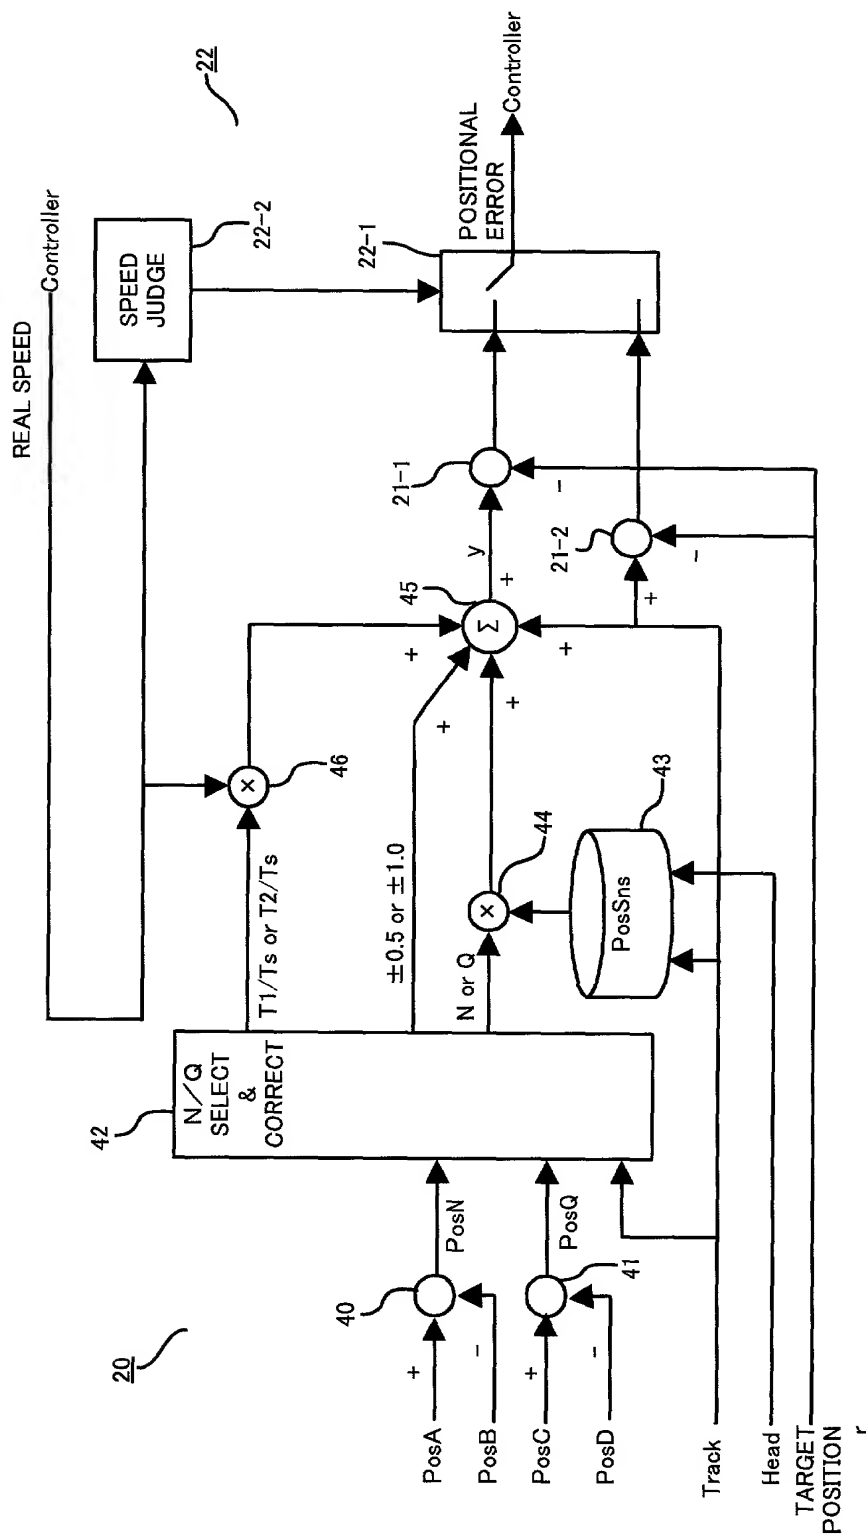 REAL SPEED
Controller
22
SPEED
JUDGE
22-2
T1/Ts or T2/Ts
×
46
+
45
Σ
+
y
+
21-1
-
22-1
POSITIONAL
ERROR
Controller
±0.5 or ±1.0
+
N or Q
×
44
+
PosSns
43
+
21-2
-
42
N/Q
SELECT
&
CORRECT
20
PosN
40
PosQ
41
PosA
+
PosB
-
PosC
+
PosD
-
Track
Head
TARGET
POSITION
r